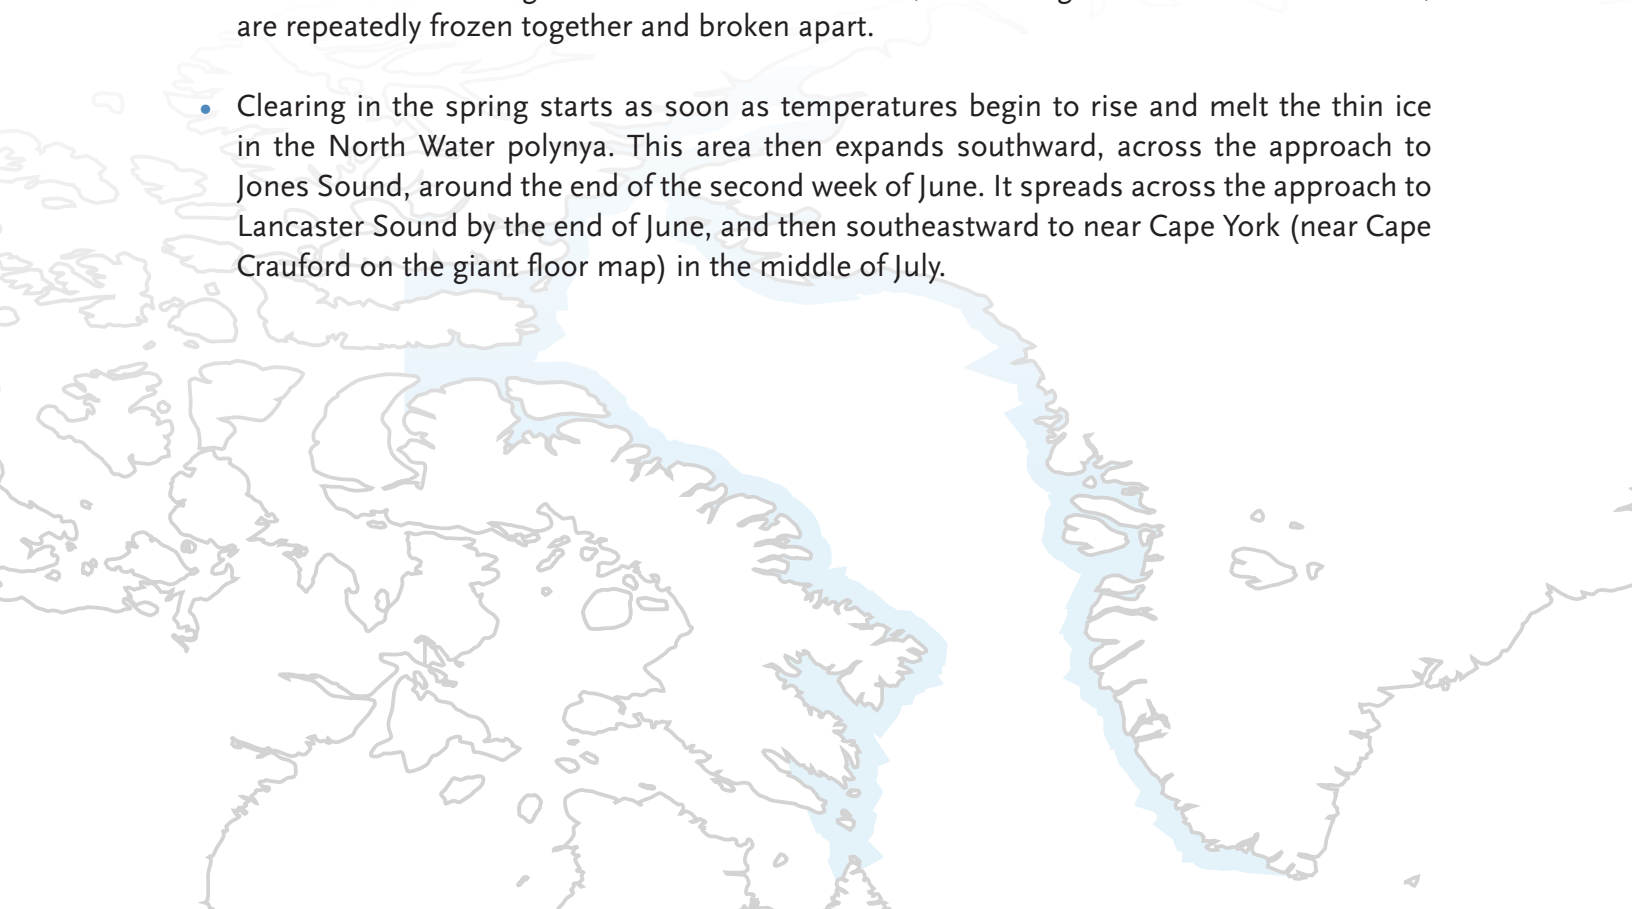 are repeatedly frozen together and broken apart.
• Clearing in the spring starts as soon as temperatures begin to rise and melt the thin ice
in the North Water polynya. This area then expands southward, across the approach to
Jones Sound, around the end of the second week of June. It spreads across the approach to
Lancaster Sound by the end of June, and then southeastward to near Cape York (near Cape
Crauford on the giant floor map) in the middle of July.